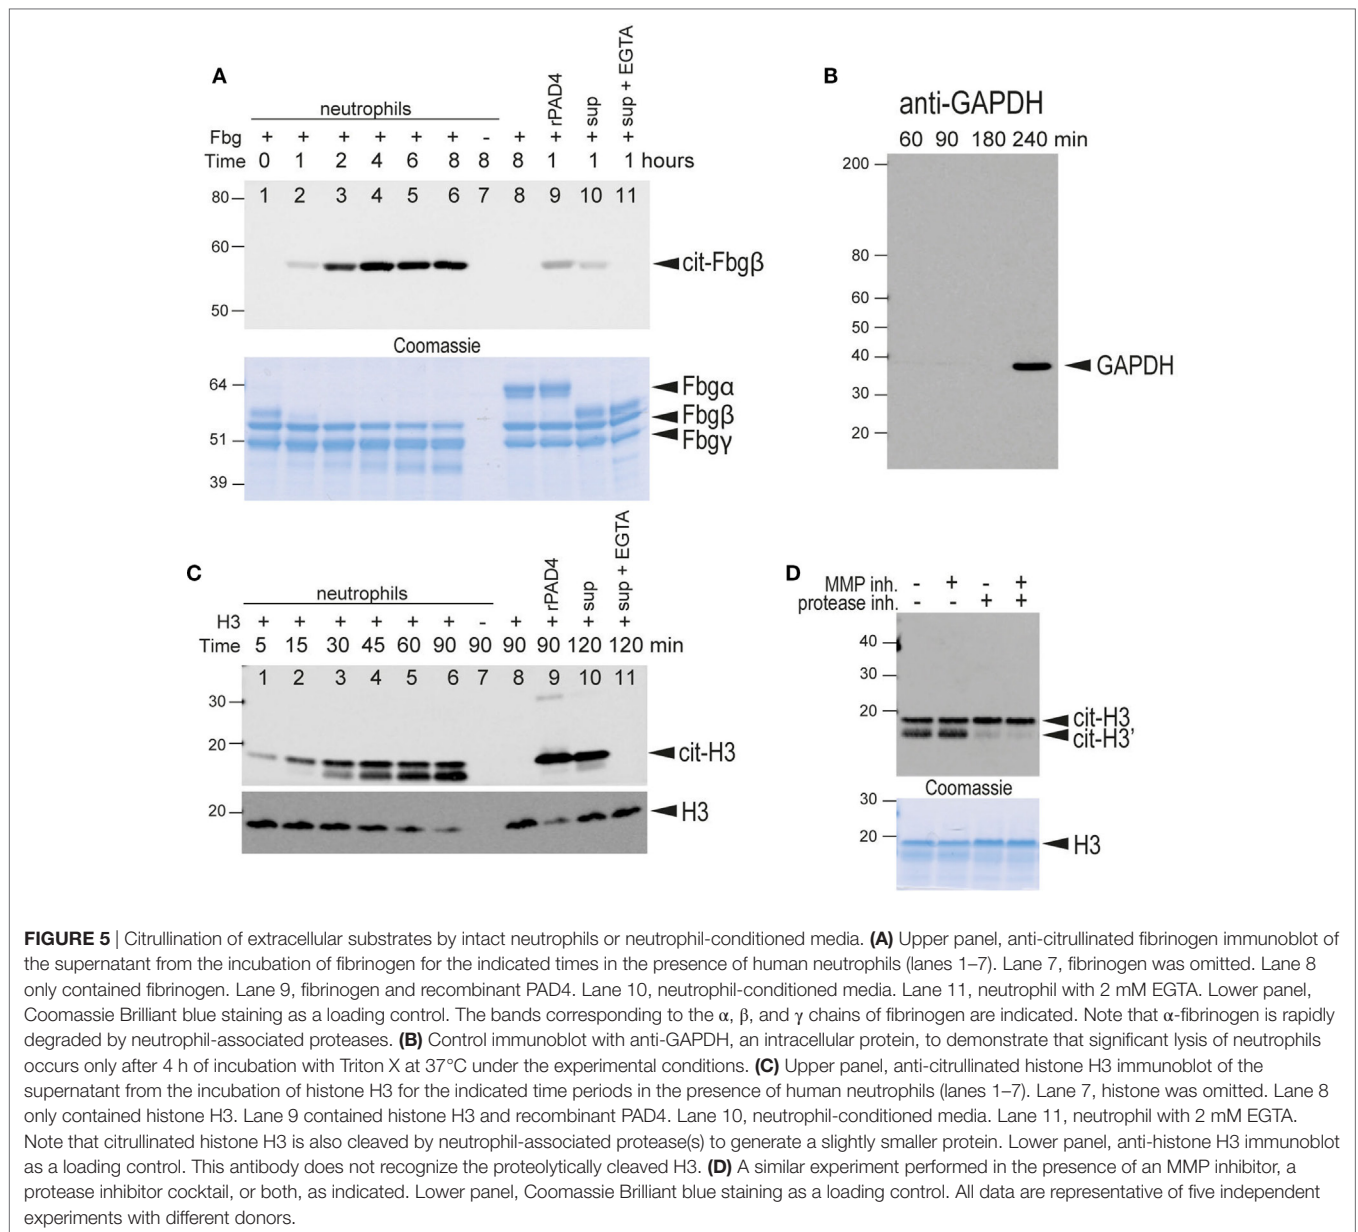 A
neutrophils
+ rPAD4
+ sup
+ sup + EGTA
Fbg + + + + + + - +
Time 0 1 2 4 6 8 8 8 1 1 1 hours
1 2 3 4 5 6 7 8 9 10 11
80
60
50
cit-Fbgβ
Coomassie
64
51
39
Fbgα
Fbgβ
Fbgγ
B
anti-GAPDH
60 90 180 240 min
200
80
60
50
40
30
20
GAPDH
C
neutrophils
+ rPAD4
+ sup
+ sup + EGTA
H3 + + + + + + - +
Time 5 15 30 45 60 90 90 90 90 120 120 min
1 2 3 4 5 6 7 8 9 10 11
30
20
cit-H3
20
H3
D
MMP inh. - + - +
protease inh. - - + +
40
30
20
cit-H3
cit-H3'
Coomassie
30
20
H3
FIGURE 5 | Citrullination of extracellular substrates by intact neutrophils or neutrophil-conditioned media. (A) Upper panel, anti-citrullinated fibrinogen immunoblot of
the supernatant from the incubation of fibrinogen for the indicated times in the presence of human neutrophils (lanes 1–7). Lane 7, fibrinogen was omitted. Lane 8
only contained fibrinogen. Lane 9, fibrinogen and recombinant PAD4. Lane 10, neutrophil-conditioned media. Lane 11, neutrophil with 2 mM EGTA. Lower panel,
Coomassie Brilliant blue staining as a loading control. The bands corresponding to the α, β, and γ chains of fibrinogen are indicated. Note that α-fibrinogen is rapidly
degraded by neutrophil-associated proteases. (B) Control immunoblot with anti-GAPDH, an intracellular protein, to demonstrate that significant lysis of neutrophils
occurs only after 4 h of incubation with Triton X at 37°C under the experimental conditions. (C) Upper panel, anti-citrullinated histone H3 immunoblot of the
supernatant from the incubation of histone H3 for the indicated time periods in the presence of human neutrophils (lanes 1–7). Lane 7, histone was omitted. Lane 8
only contained histone H3. Lane 9 contained histone H3 and recombinant PAD4. Lane 10, neutrophil-conditioned media. Lane 11, neutrophil with 2 mM EGTA.
Note that citrullinated histone H3 is also cleaved by neutrophil-associated protease(s) to generate a slightly smaller protein. Lower panel, anti-histone H3 immunoblot
as a loading control. This antibody does not recognize the proteolytically cleaved H3. (D) A similar experiment performed in the presence of an MMP inhibitor, a
protease inhibitor cocktail, or both, as indicated. Lower panel, Coomassie Brilliant blue staining as a loading control. All data are representative of five independent
experiments with different donors.